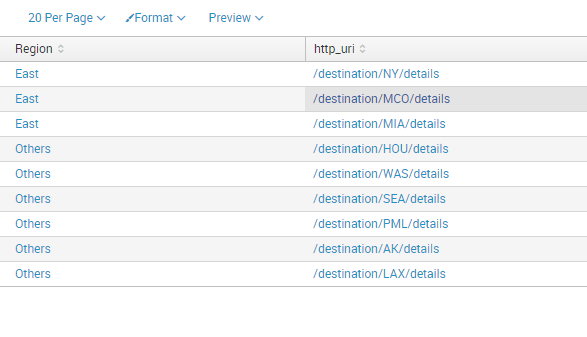 20 Per Page Format Preview
Region http_uri
East /destination/NY/details
East /destination/MCO/details
East /destination/MIA/details
Others /destination/HOU/details
Others /destination/WAS/details
Others /destination/SEA/details
Others /destination/PML/details
Others /destination/AK/details
Others /destination/LAX/details